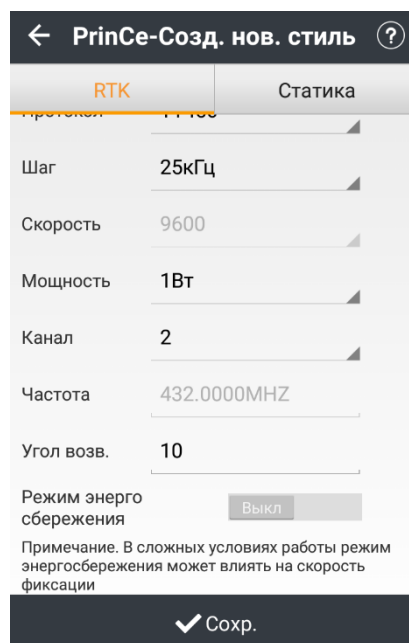 PrinCe-Созд. нов. стиль ?
RTK Статика
Шаг 25кГц
Скорость 9600
Мощность 1Вт
Канал 2
Частота 432.0000MHZ
Угол возв. 10
Режим энерго
сбережения Выкл
Примечание. В сложных условиях работы режим
энергосбережения может влиять на скорость
фиксации
Сохр.